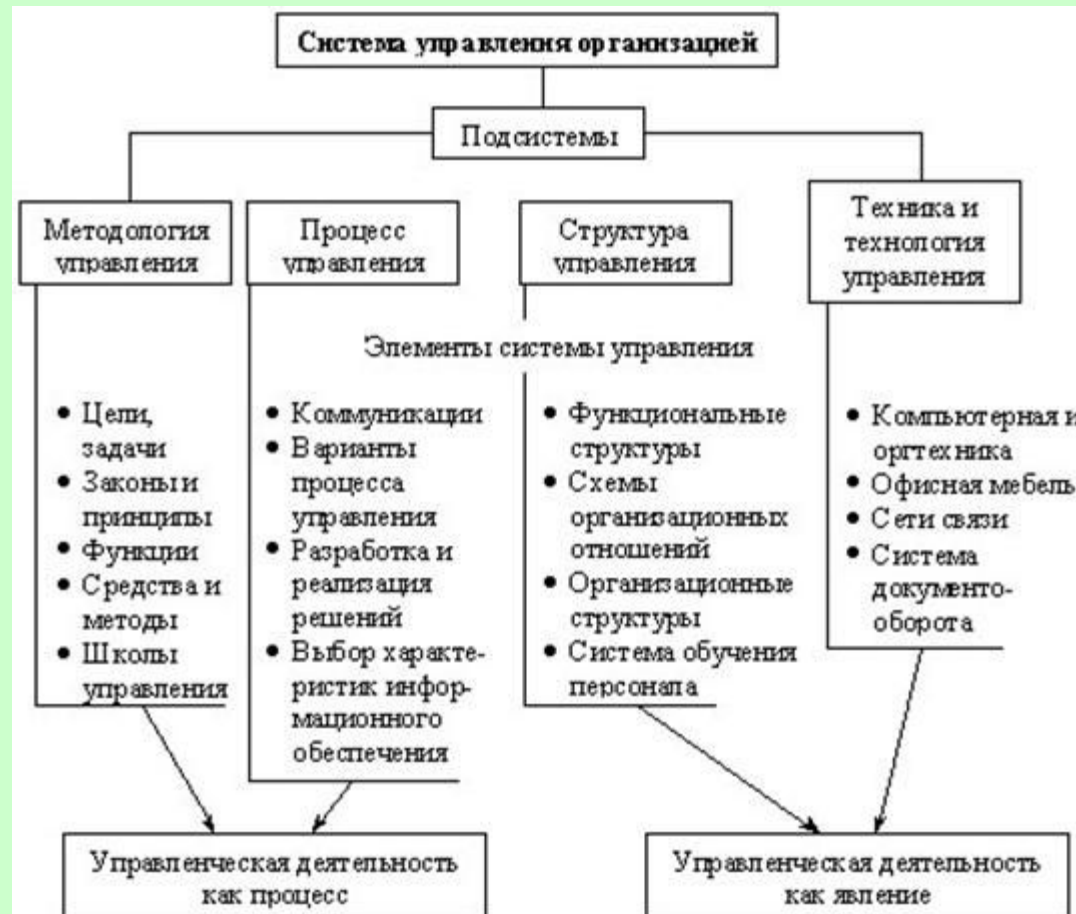 Система управления организацией
Подсистемы
Методология
управления
Процесс
управления
Структура
управления
Техника и
технология
управления
Элементы системы управления
• Цели,
задачи
• Законы и
принципы
• Функции
• Средства и
методы
• Школы
управления
• Коммуникации
• Варианты
процесса
управления
• Разработка и
реализация
решений
• Выбор характе-
ристик инфор-
мационного
обеспечения
• Функциональные
структуры
• Схемы
организационных
отношений
• Организационные
структуры
• Система обучения
персонала
• Компьютерная и
оргтехника
• Офисная мебель
• Сети связи
• Система
документо-
оборота
Управленческая деятельность
как процесс
Управленческая деятельность
как явление